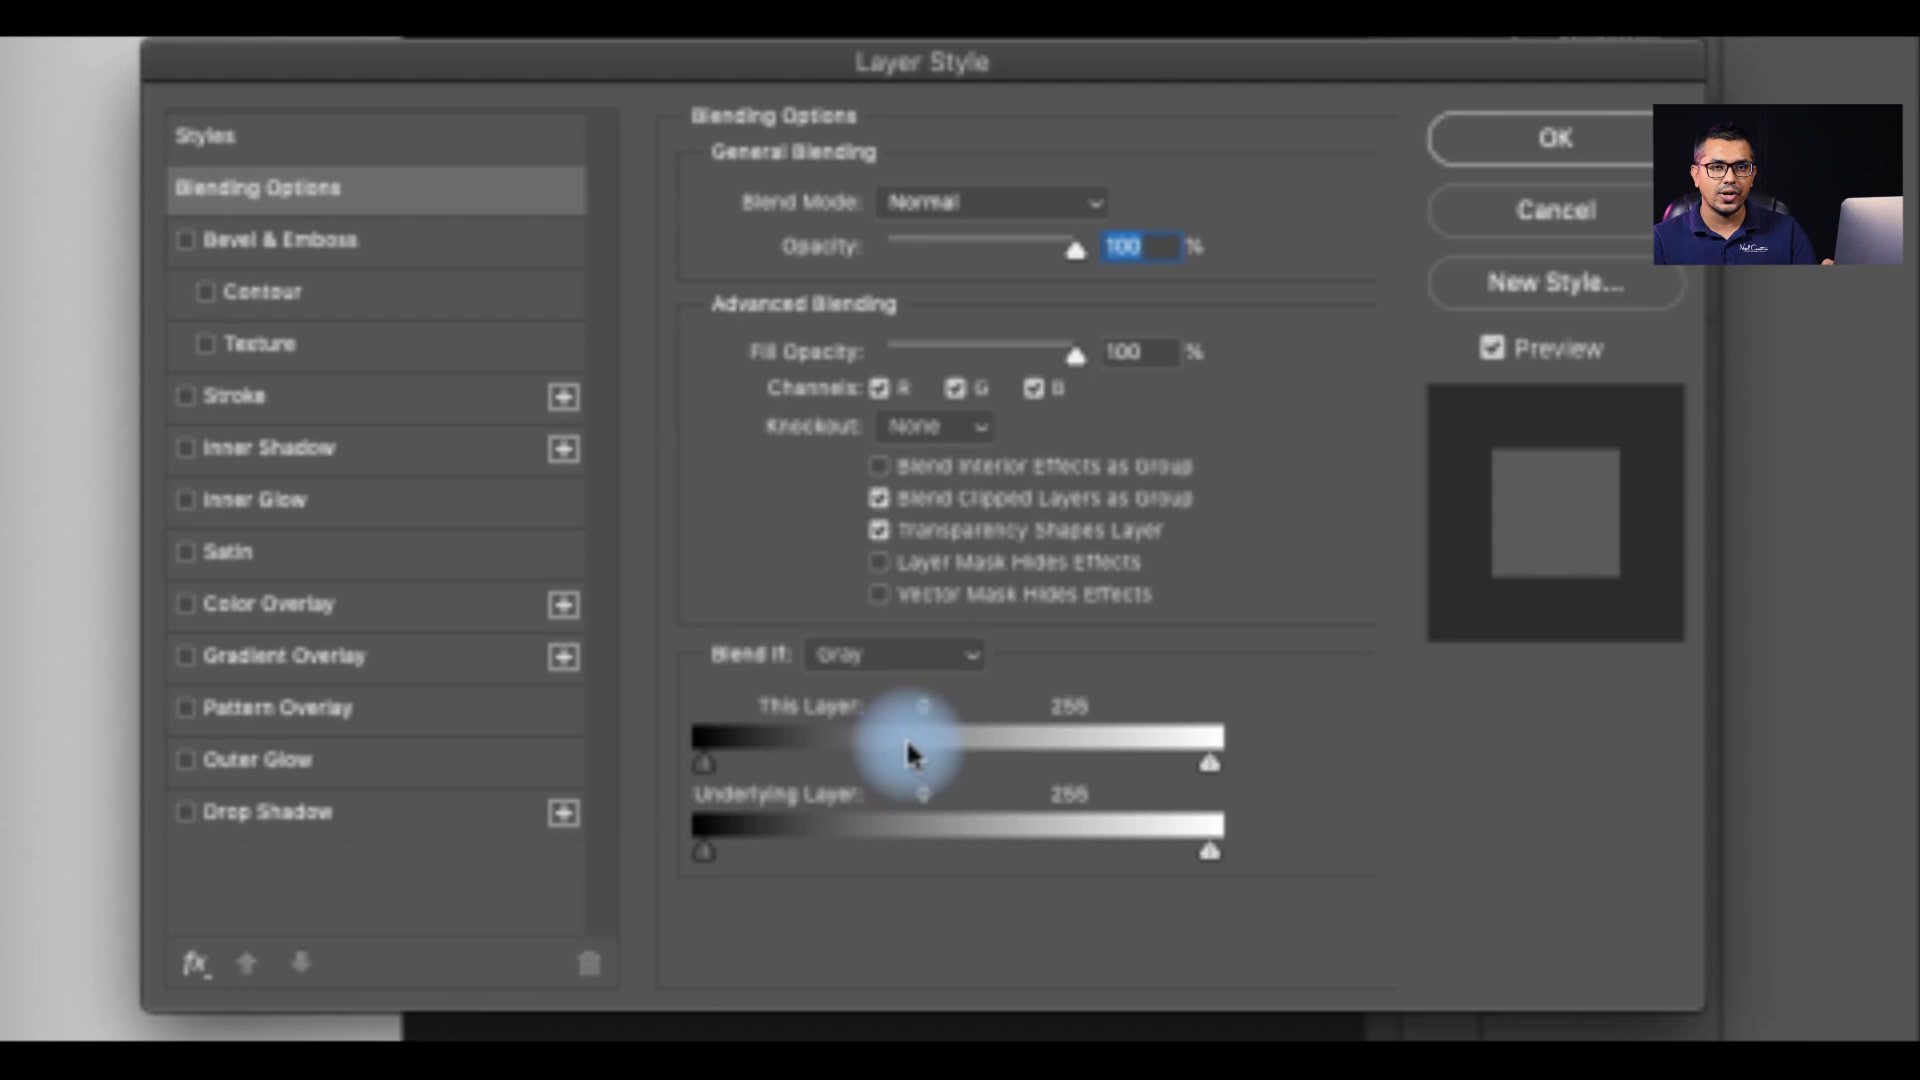 Layer Style
Styles
Blending Options
Bevel & Emboss
Contour
Texture
Stroke
Inner Shadow
Inner Glow
Satin
Color Overlay
Gradient Overlay
Pattern Overlay
Outer Glow
Drop Shadow
fx
Blending Options
General Blending
Blend Mode: Normal
Opacity: 100 %
Advanced Blending
Fill Opacity: 100 %
Channels: R G B
Knockout: None
Blend Interior Effects as Group
Blend Clipped Layers as Group
Transparency Shapes Layer
Layer Mask Hides Effects
Vector Mask Hides Effects
Blend If: Gray
This Layer: 0 255
Underlying Layer: 0 255
OK
Cancel
New Style...
Preview